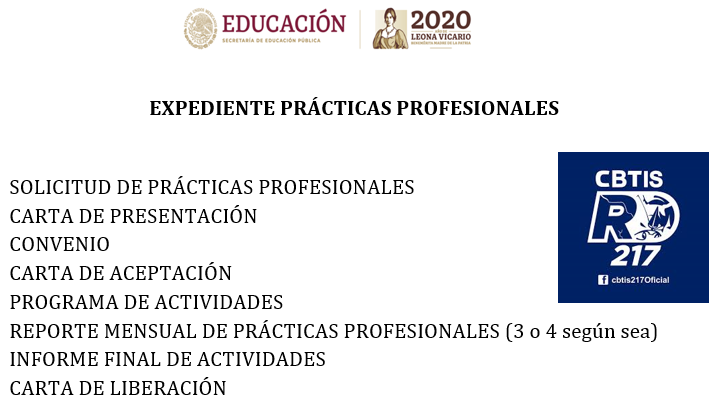 EDUCACIÓN
SECRETARÍA DE EDUCACIÓN PÚBLICA
2020
AÑO DE
LEONA VICARIO
BENEMÉRITA MADRE DE LA PATRIA
EXPEDIENTE PRÁCTICAS PROFESIONALES
SOLICITUD DE PRÁCTICAS PROFESIONALES
CARTA DE PRESENTACIÓN
CONVENIO
CARTA DE ACEPTACIÓN
PROGRAMA DE ACTIVIDADES
REPORTE MENSUAL DE PRÁCTICAS PROFESIONALES (3 o 4 según sea)
INFORME FINAL DE ACTIVIDADES
CARTA DE LIBERACIÓN
CBTIS
RD
217
cbtis217Oficial